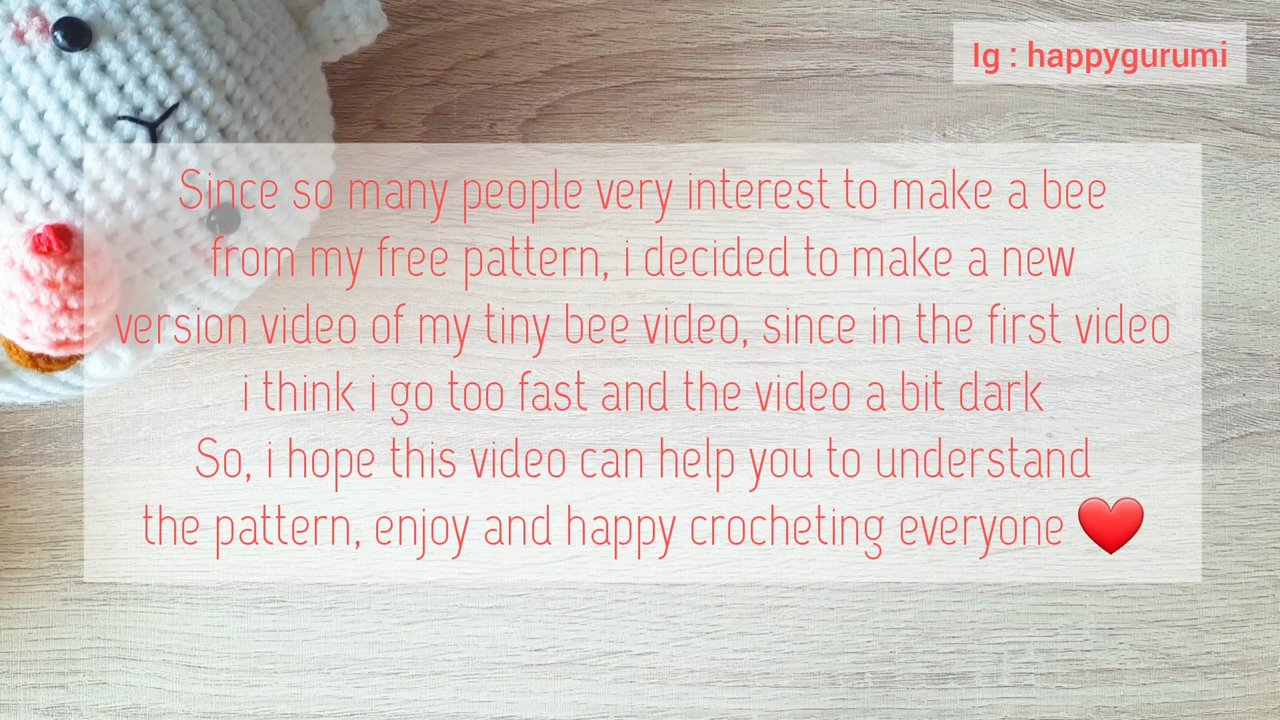 Ig : happygurumi
Since so many people very interest to make a bee
from my free pattern, i decided to make a new
version video of my tiny bee video, since in the first video
i think i go too fast and the video a bit dark
So, i hope this video can help you to understand
the pattern, enjoy and happy crocheting everyone ❤️